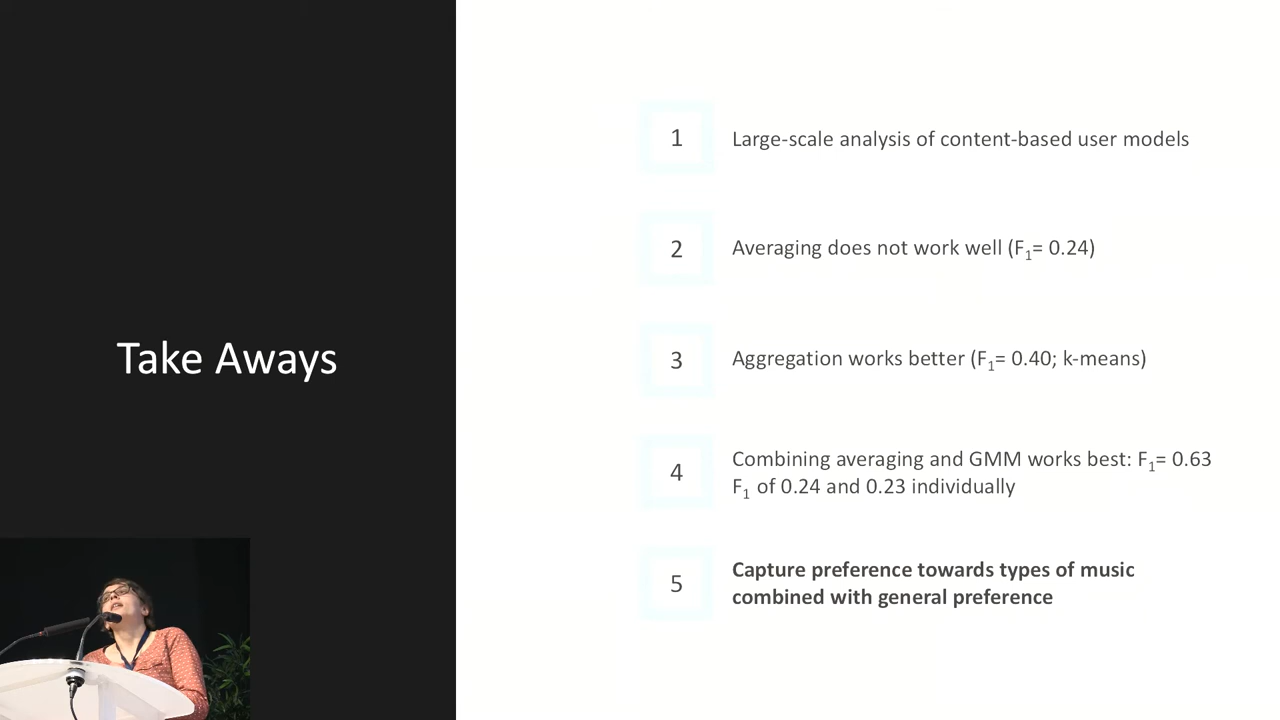 Take Aways
1
Large-scale analysis of content-based user models
2
Averaging does not work well (F1= 0.24)
3
Aggregation works better (F1= 0.40; k-means)
4
Combining averaging and GMM works best: F1= 0.63
F1 of 0.24 and 0.23 individually
5
Capture preference towards types of music
combined with general preference